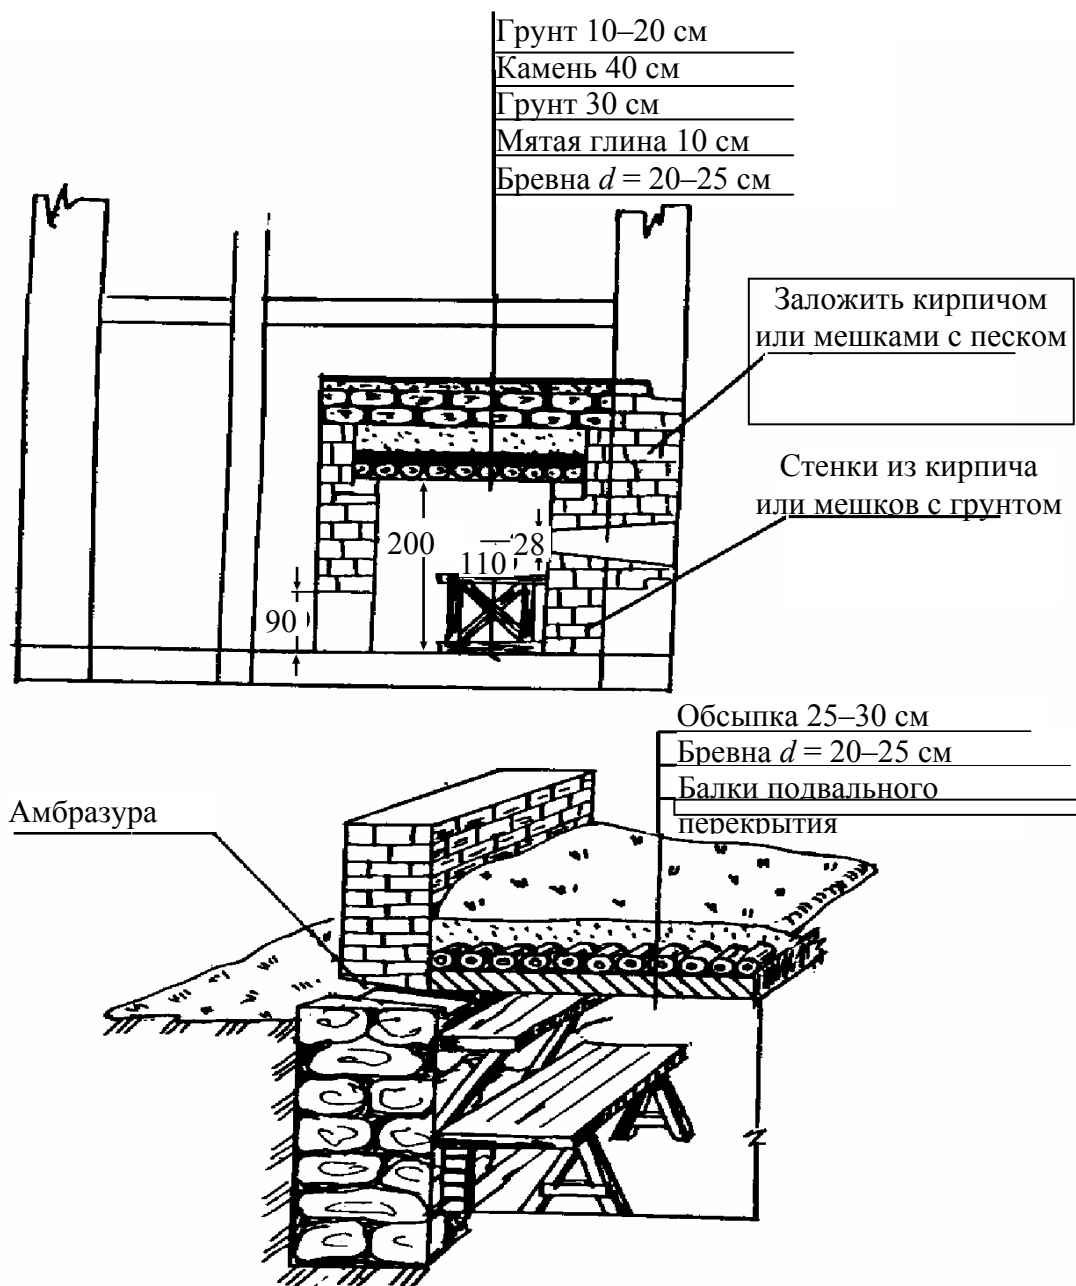 Грунт 10–20 см
Камень 40 см
Грунт 30 см
Мятая глина 10 см
Бревна d = 20–25 см
Заложить кирпичом
или мешками с песком
Стенки из кирпича
или мешков с грунтом
200
28
110
90
Обсыпка 25–30 см
Бревна d = 20–25 см
Балки подвального
перекрытия
Амбразура